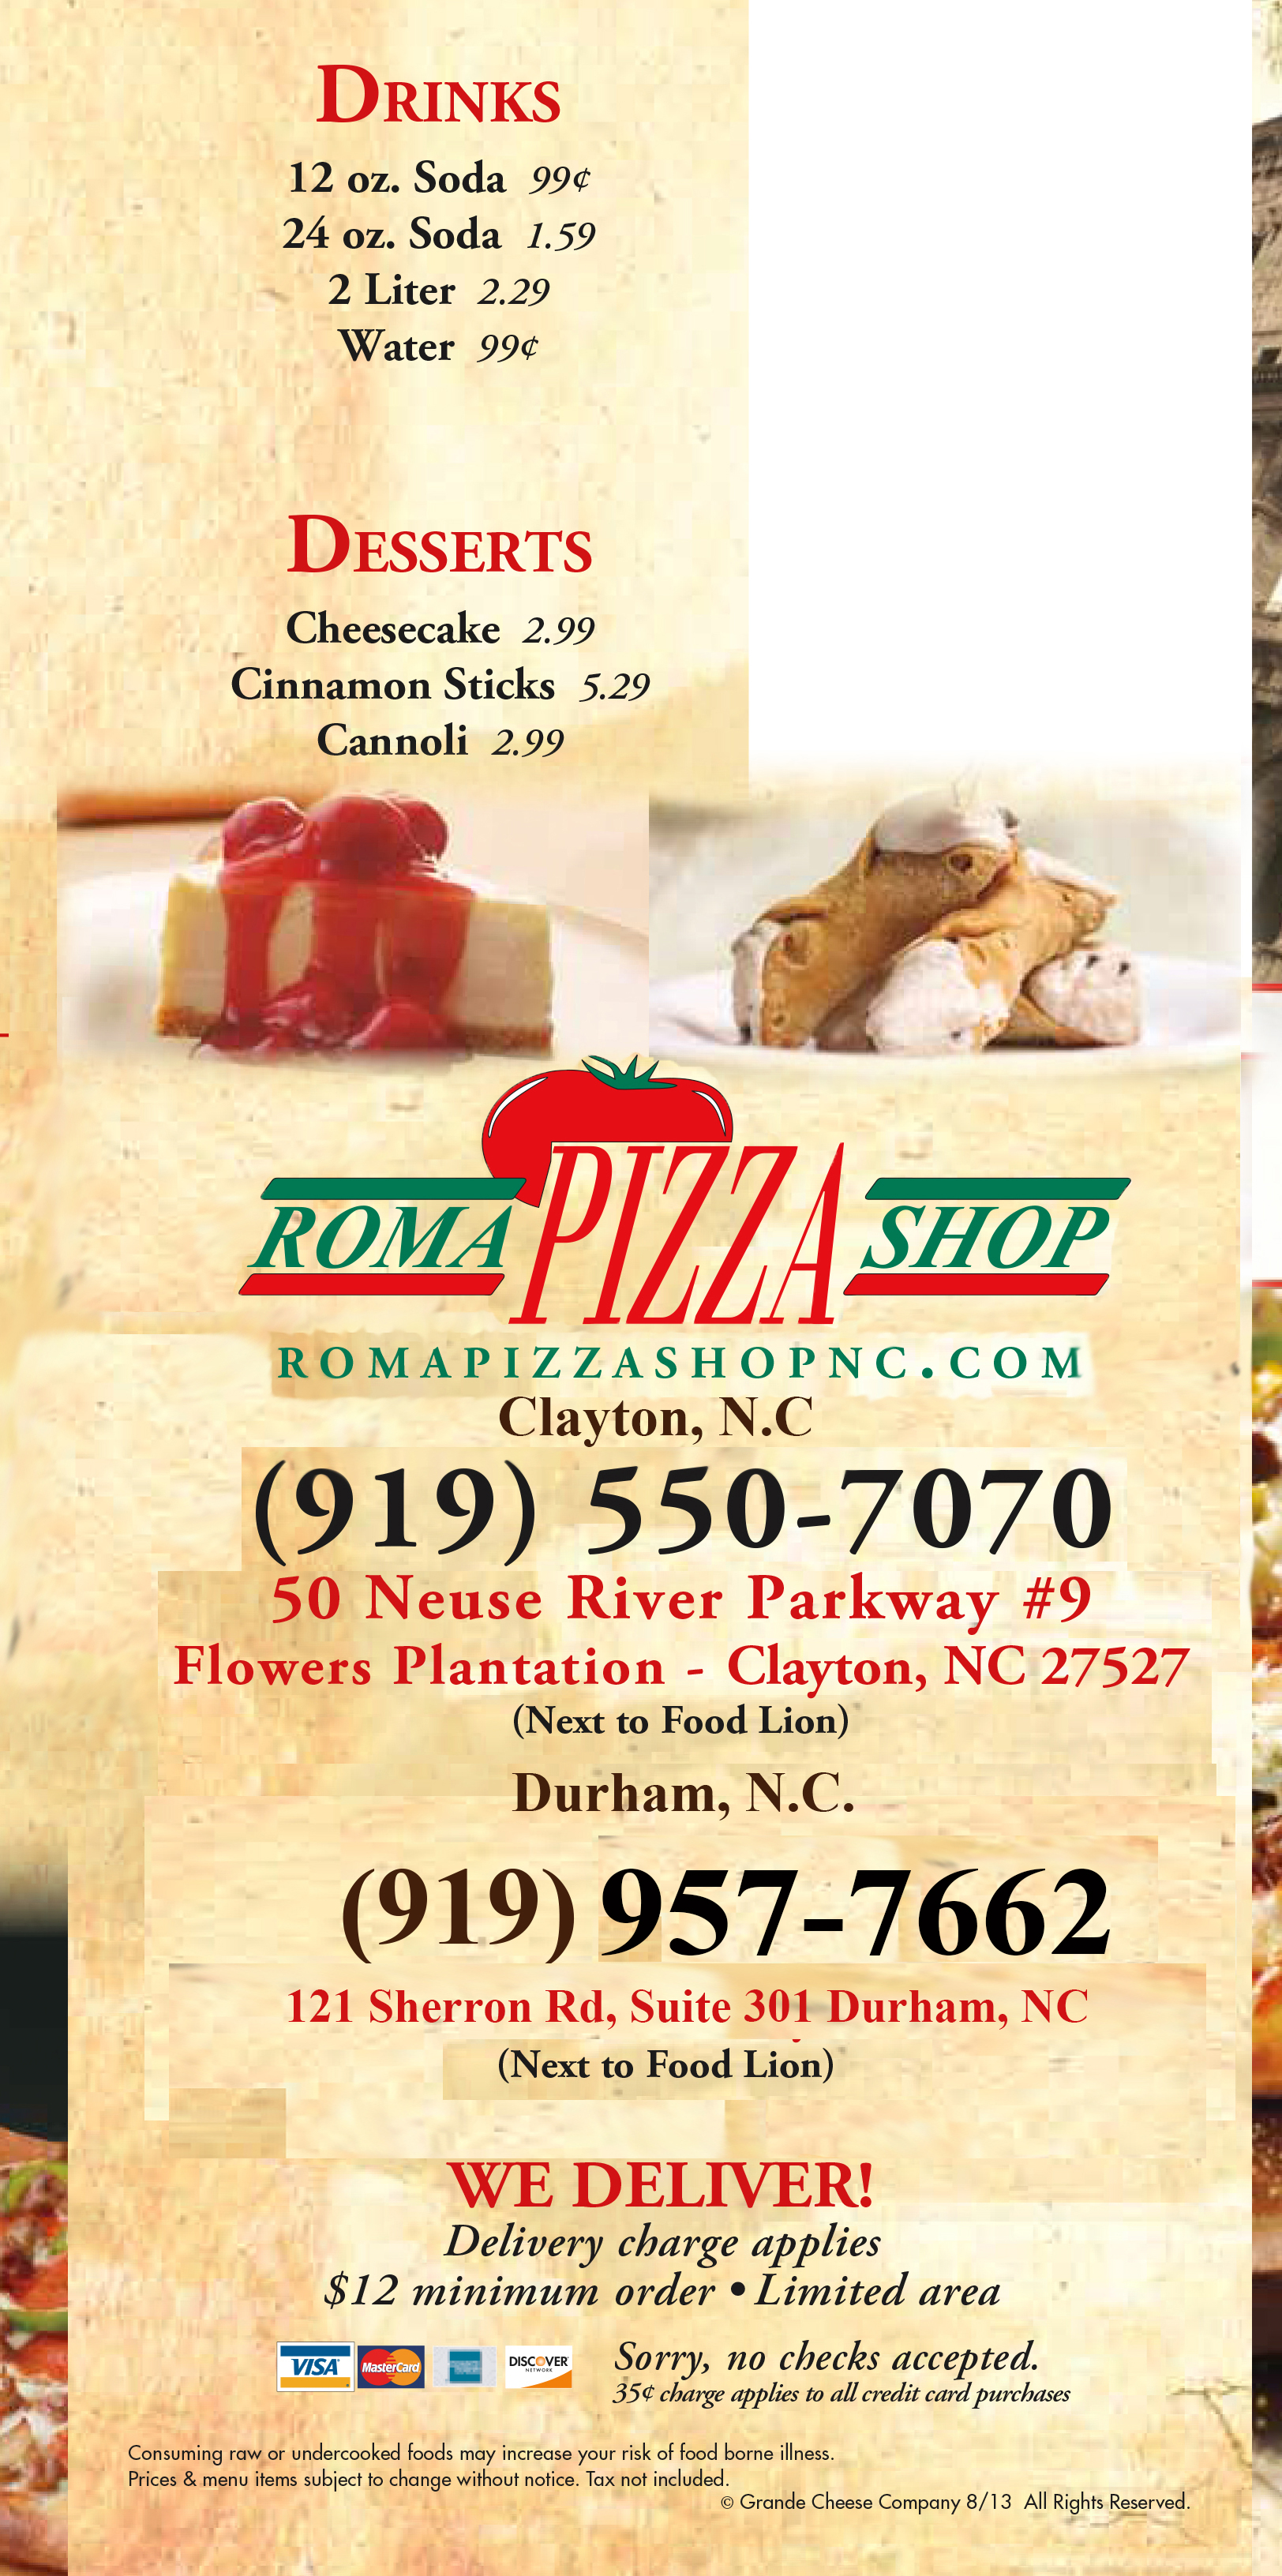 DRINKS
12 oz. Soda 99¢
24 oz. Soda 1.59
2 Liter 2.29
Water 99¢
DESSERTS
Cheesecake 2.99
Cinnamon Sticks 5.29
Cannoli 2.99
ROMA PIZZA SHOP
ROMAPIZZASHOPNC.COM
Clayton, N.C
(919) 550-7070
50 Neuse River Parkway #9
Flowers Plantation - Clayton, NC 27527
(Next to Food Lion)
Durham, N.C.
(919) 957-7662
121 Sherron Rd, Suite 301 Durham, NC
(Next to Food Lion)
WE DELIVER!
Delivery charge applies
$12 minimum order • Limited area
VISA MasterCard DISCOVER
NETWORK
Sorry, no checks accepted.
35¢ charge applies to all credit card purchases
Consuming raw or undercooked foods may increase your risk of food borne illness.
Prices & menu items subject to change without notice. Tax not included.
© Grande Cheese Company 8/13 All Rights Reserved.